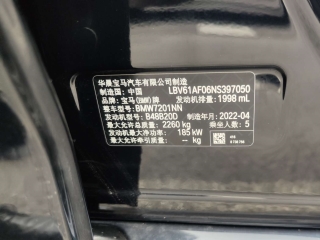 华晨宝马汽车有限公司制造
制造国：中国 LBV61AF06NS397050
品牌：宝马(BMW)牌 发动机排量：1998 mL
整车型号：BMW7201NN
发动机型号：B48B20D 制造年月：2022-04
最大允许总质量：2260 kg 乘坐人数：5
发动机最大净功率：185 kW
最大允许牵引质量：-- kg